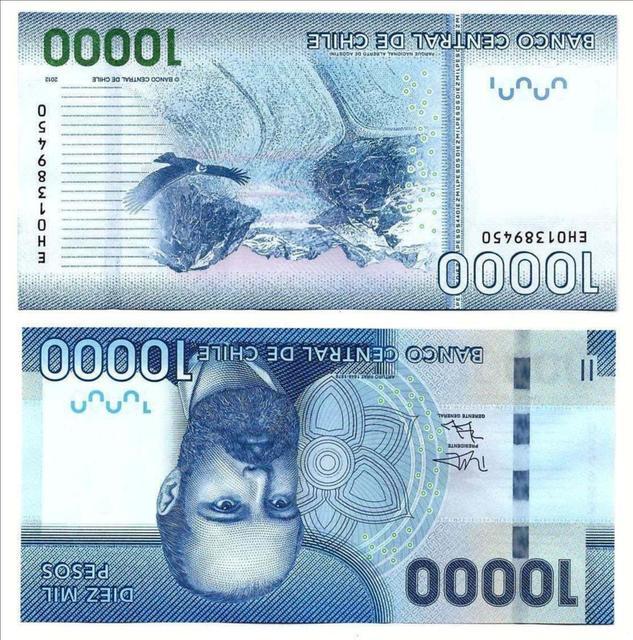 10000
DIEZ MIL
PESOS
PRESIDENTE
GERENTE GENERAL
ARTURO PRAT 1848-1879
BANCO CENTRAL DE CHILE
10000
10000
EH01389450
EH01389450
PARQUE NACIONAL ALBERTO DE AGOSTINI
BANCO CENTRAL DE CHILE
© BANCO CENTRAL DE CHILE 2012
10000